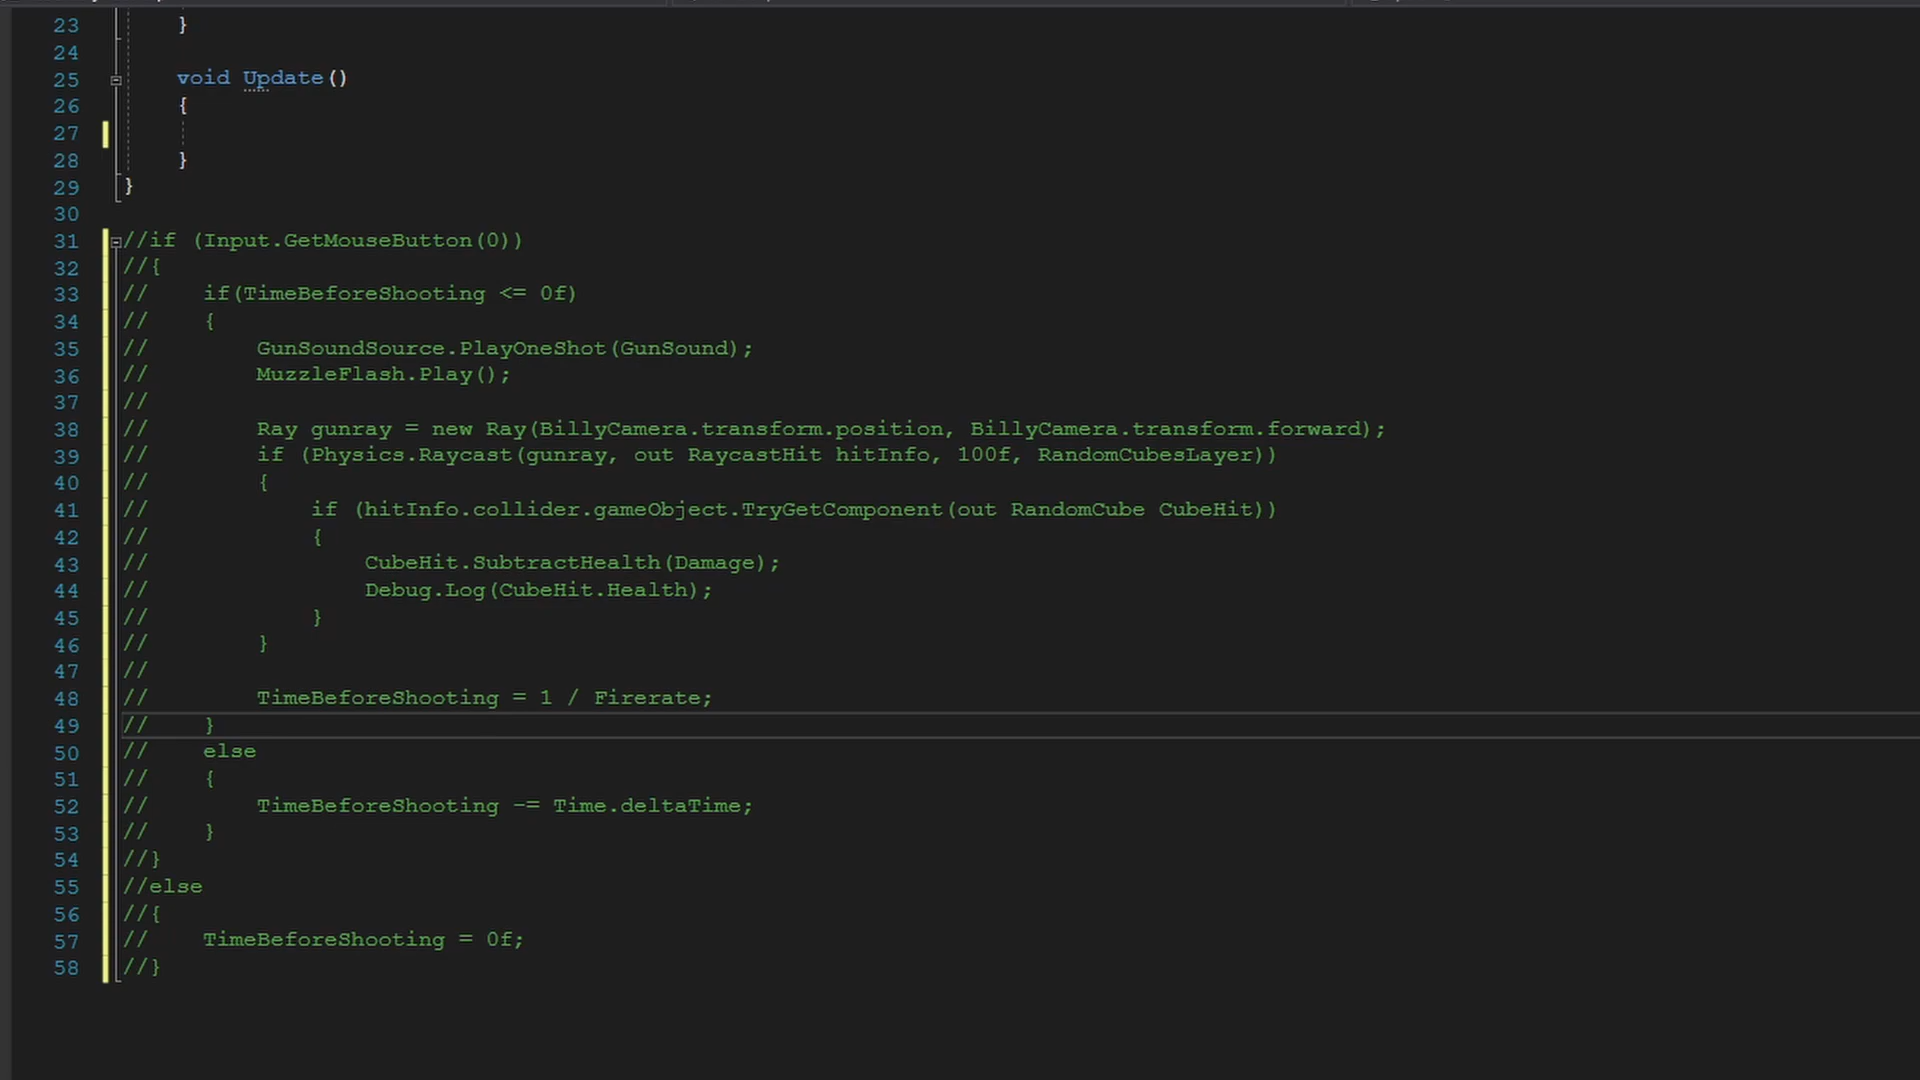 23 }
24
25 void Update()
26 {
27
28 }
29 }
30
31 //if (Input.GetMouseButton(0))
32 //{
33 // if(TimeBeforeShooting <= 0f)
34 // {
35 // GunSoundSource.PlayOneShot(GunSound);
36 // MuzzleFlash.Play();
37 //
38 // Ray gunray = new Ray(BillyCamera.transform.position, BillyCamera.transform.forward);
39 // if (Physics.Raycast(gunray, out RaycastHit hitInfo, 100f, RandomCubesLayer))
40 // {
41 // if (hitInfo.collider.gameObject.TryGetComponent(out RandomCube CubeHit))
42 // {
43 // CubeHit.SubtractHealth(Damage);
44 // Debug.Log(CubeHit.Health);
45 // }
46 // }
47 //
48 // TimeBeforeShooting = 1 / Firerate;
49 // }
50 // else
51 // {
52 // TimeBeforeShooting -= Time.deltaTime;
53 // }
54 //}
55 //else
56 //{
57 // TimeBeforeShooting = 0f;
58 //}